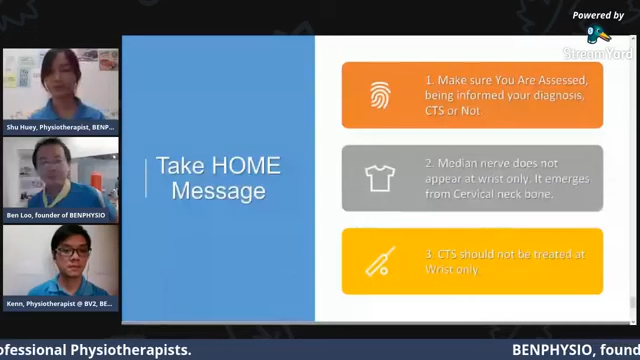 Powered by
StreamYard
Shu Huey, Physiotherapist, BENP...
Ben Loo, founder of BENPHYSIO
Kenn, Physiotherapist @ BV2, BE...
Take HOME
Message
1. Make sure You Are Assessed,
being informed your diagnosis,
CTS or Not
2. Median nerve does not
appear at wrist only. It emerges
from Cervical neck bone.
3. CTS should not be treated at
Wrist only.
ofessional Physiotherapists.
BENPHYSIO, found